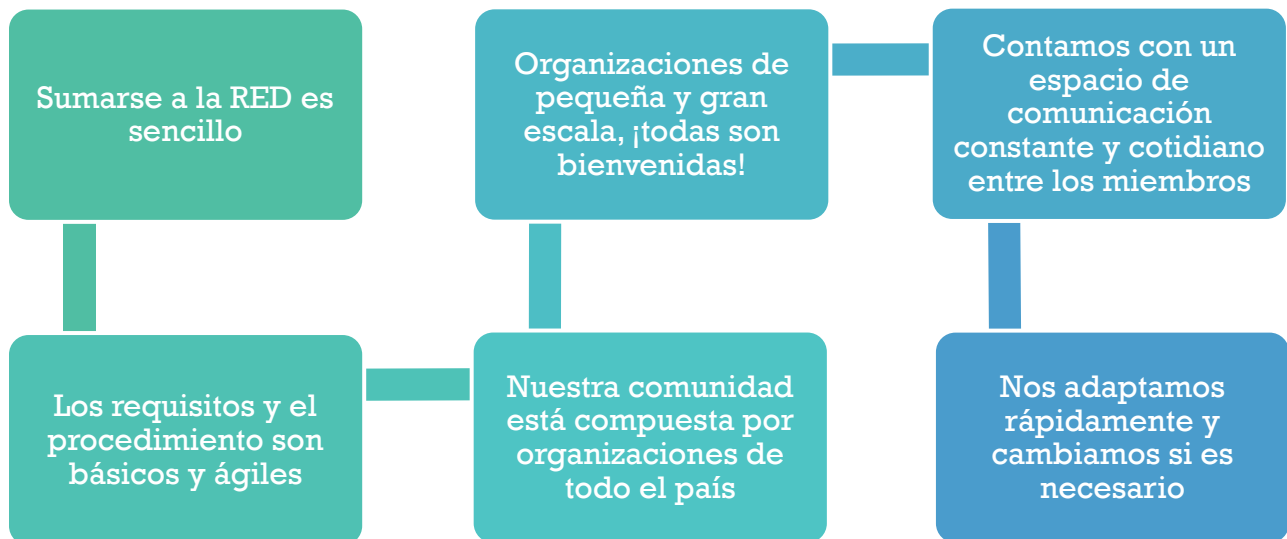 Sumarse a la RED es
sencillo
Los requisitos y el
procedimiento son
básicos y ágiles
Nuestra comunidad
está compuesta por
organizaciones de
todo el país
Organizaciones de
pequeña y gran
escala, ¡todas son
bienvenidas!
Contamos con un
espacio de
comunicación
constante y cotidiano
entre los miembros
Nos adaptamos
rápidamente y
cambiamos si es
necesario